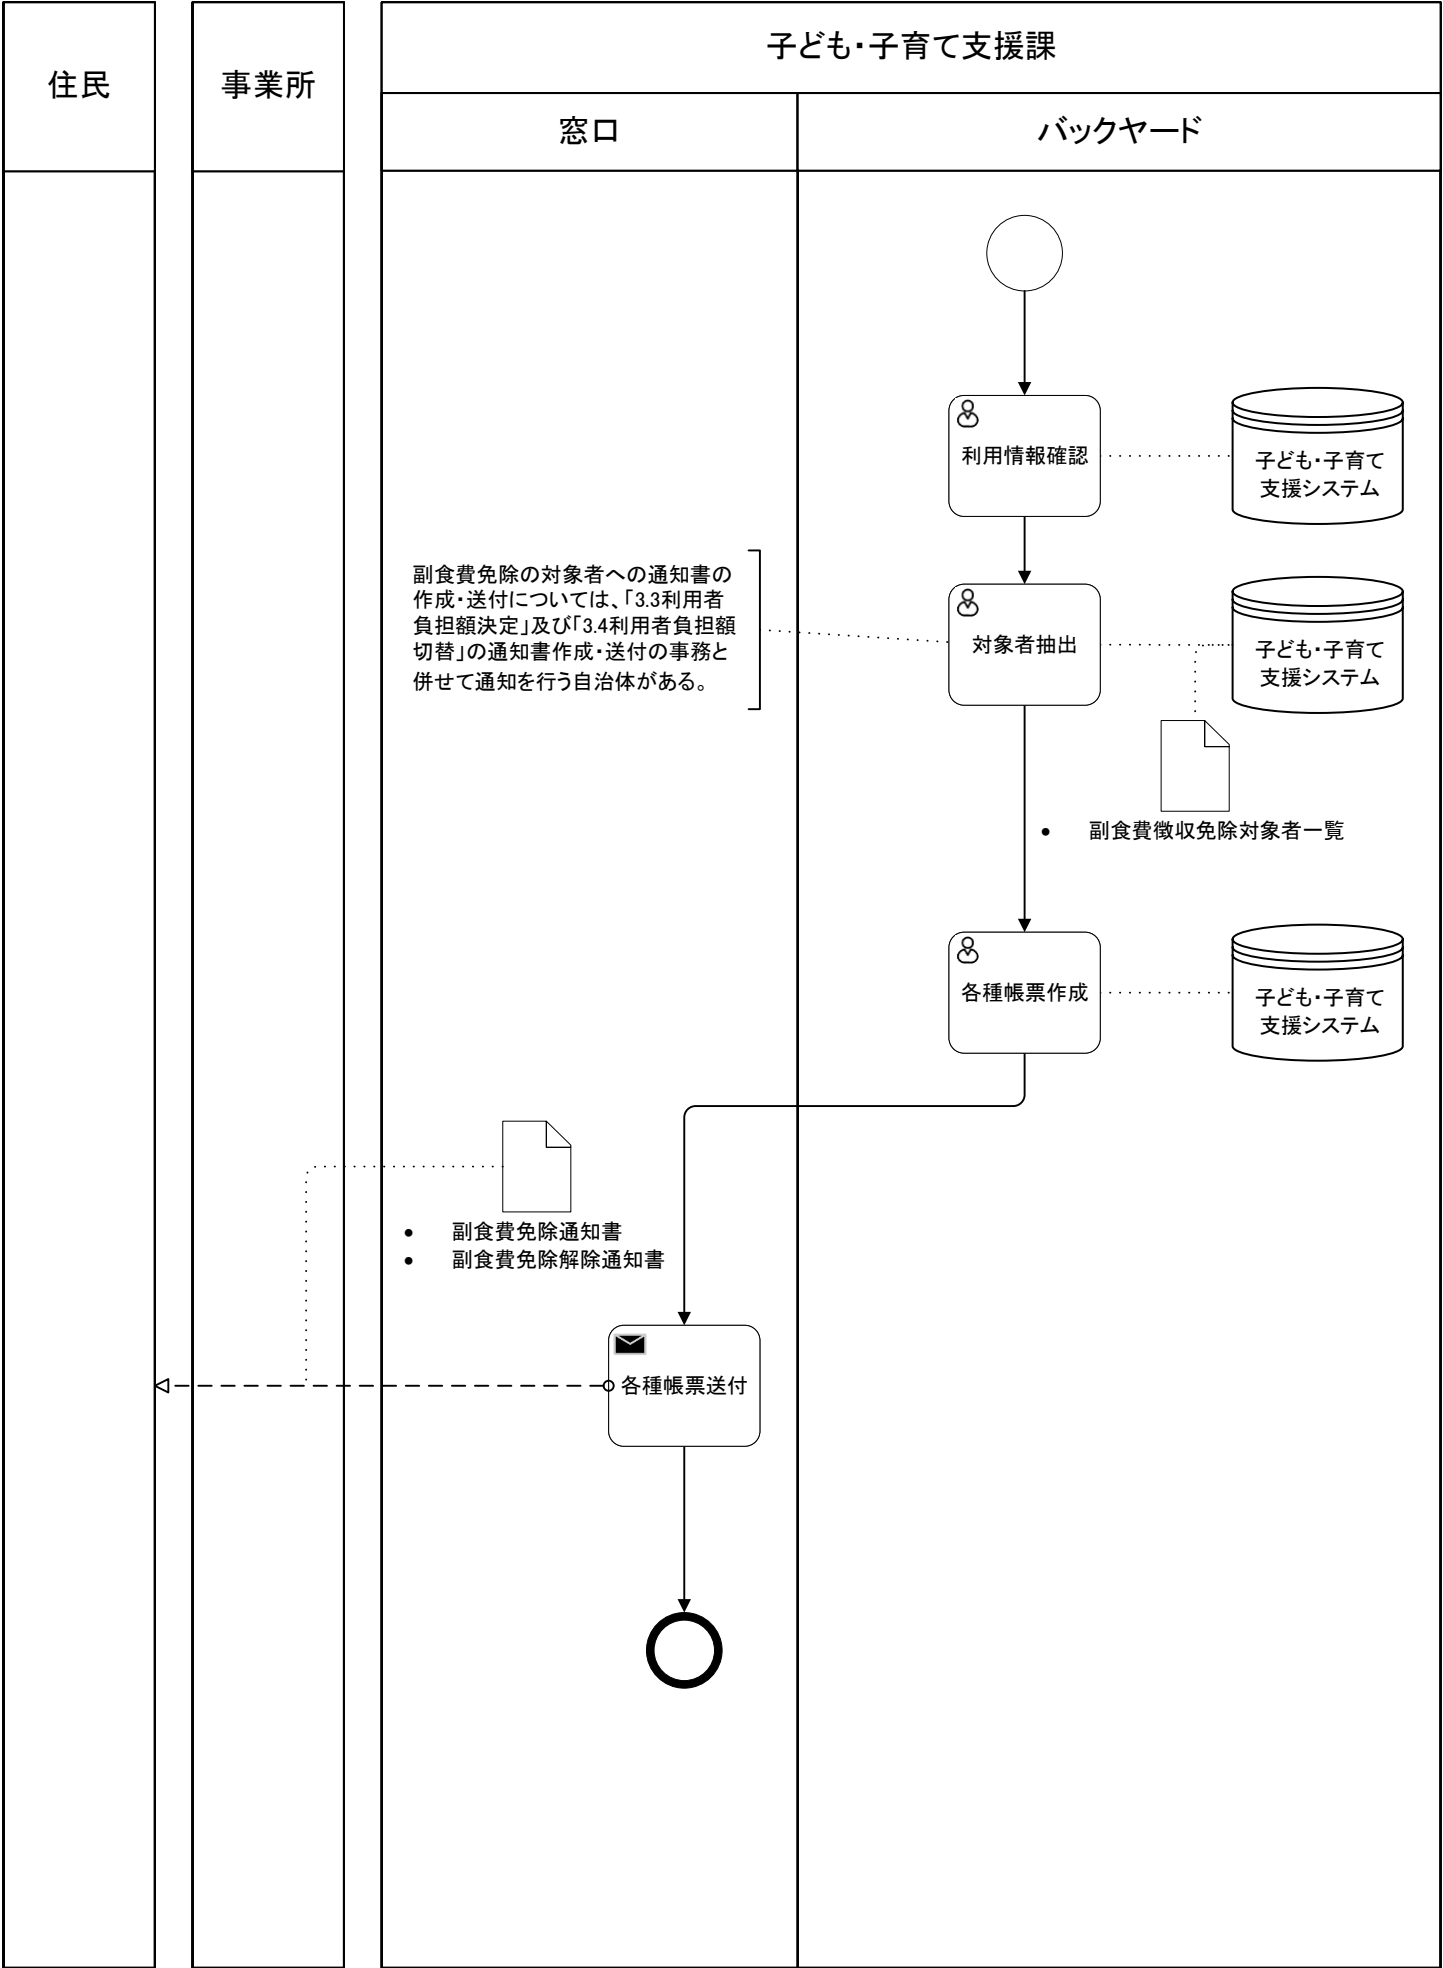 住民
事業所
子ども・子育て支援課
窓口
バックヤード
利用情報確認
子ども・子育て
支援システム
副食費免除の対象者への通知書の
作成・送付については、「3.3利用者
負担額決定」及び「3.4利用者負担額
切替」の通知書作成・送付の事務と
併せて通知を行う自治体がある。
対象者抽出
子ども・子育て
支援システム
• 副食費徴収免除対象者一覧
各種帳票作成
子ども・子育て
支援システム
• 副食費免除通知書
• 副食費免除解除通知書
各種帳票送付